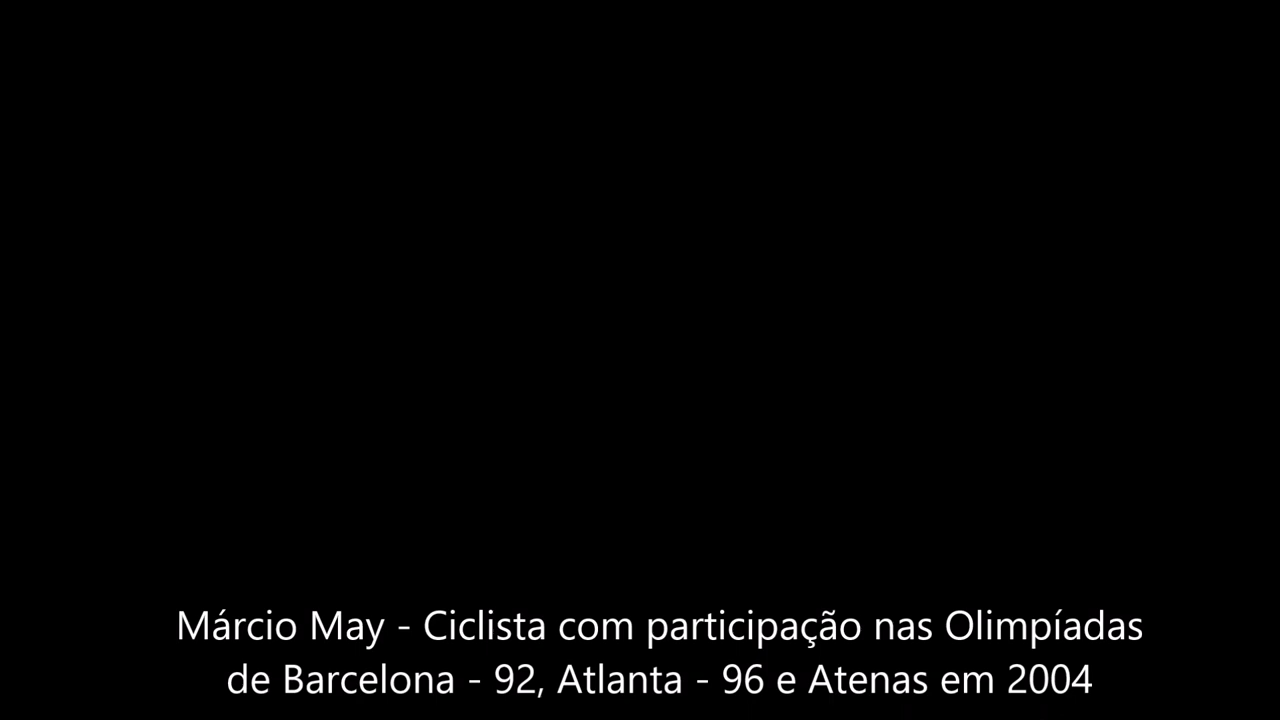 Márcio May - Ciclista com participação nas Olimpíadas
de Barcelona - 92, Atlanta - 96 e Atenas em 2004